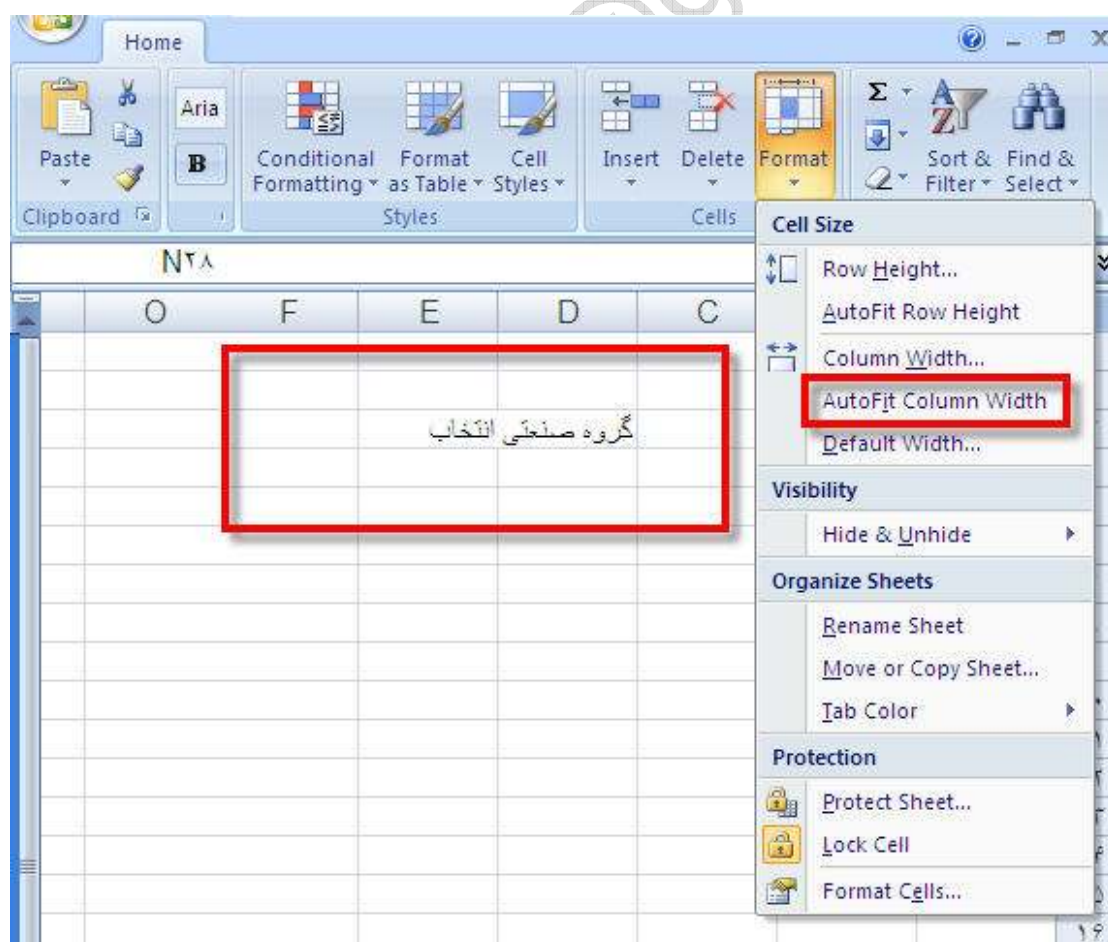 Home
Aria
B
Paste
Conditional Formatting
Format as Table
Cell Styles
Insert
Delete
Format
Σ
Sort & Filter
Find & Select
Clipboard
Styles
Cells
N۲۸
O F E D C
گروه صنعتی انتخاب
Cell Size
Row Height...
AutoFit Row Height
Column Width...
AutoFit Column Width
Default Width...
Visibility
Hide & Unhide
Organize Sheets
Rename Sheet
Move or Copy Sheet...
Tab Color
Protection
Protect Sheet...
Lock Cell
Format Cells...
۱۶